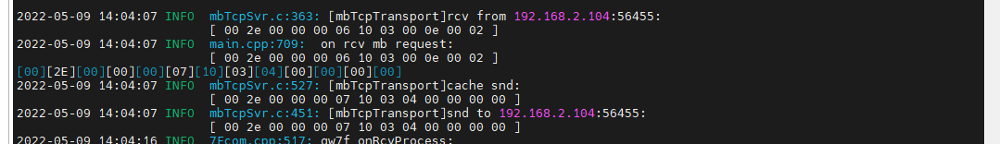 2022-05-09 14:04:07 INFO  mbTcpSvr.c:363: [mbTcpTransport]rcv from 192.168.2.104:56455:
[ 00 2e 00 00 00 06 10 03 00 0e 00 02 ]
2022-05-09 14:04:07 INFO  main.cpp:709:  on rcv mb request:
[ 00 2e 00 00 00 06 10 03 00 0e 00 02 ]
[00][2E][00][00][00][07][10][03][04][00][00][00][00]
2022-05-09 14:04:07 INFO  mbTcpSvr.c:527: [mbTcpTransport]cache snd:
[ 00 2e 00 00 00 07 10 03 04 00 00 00 00 ]
2022-05-09 14:04:07 INFO  mbTcpSvr.c:451: [mbTcpTransport]snd to 192.168.2.104:56455:
[ 00 2e 00 00 00 07 10 03 04 00 00 00 00 ]
2022-05-09 14:04:16 INFO  7Fcom.cpp:517: gw7f onRcvProcess: